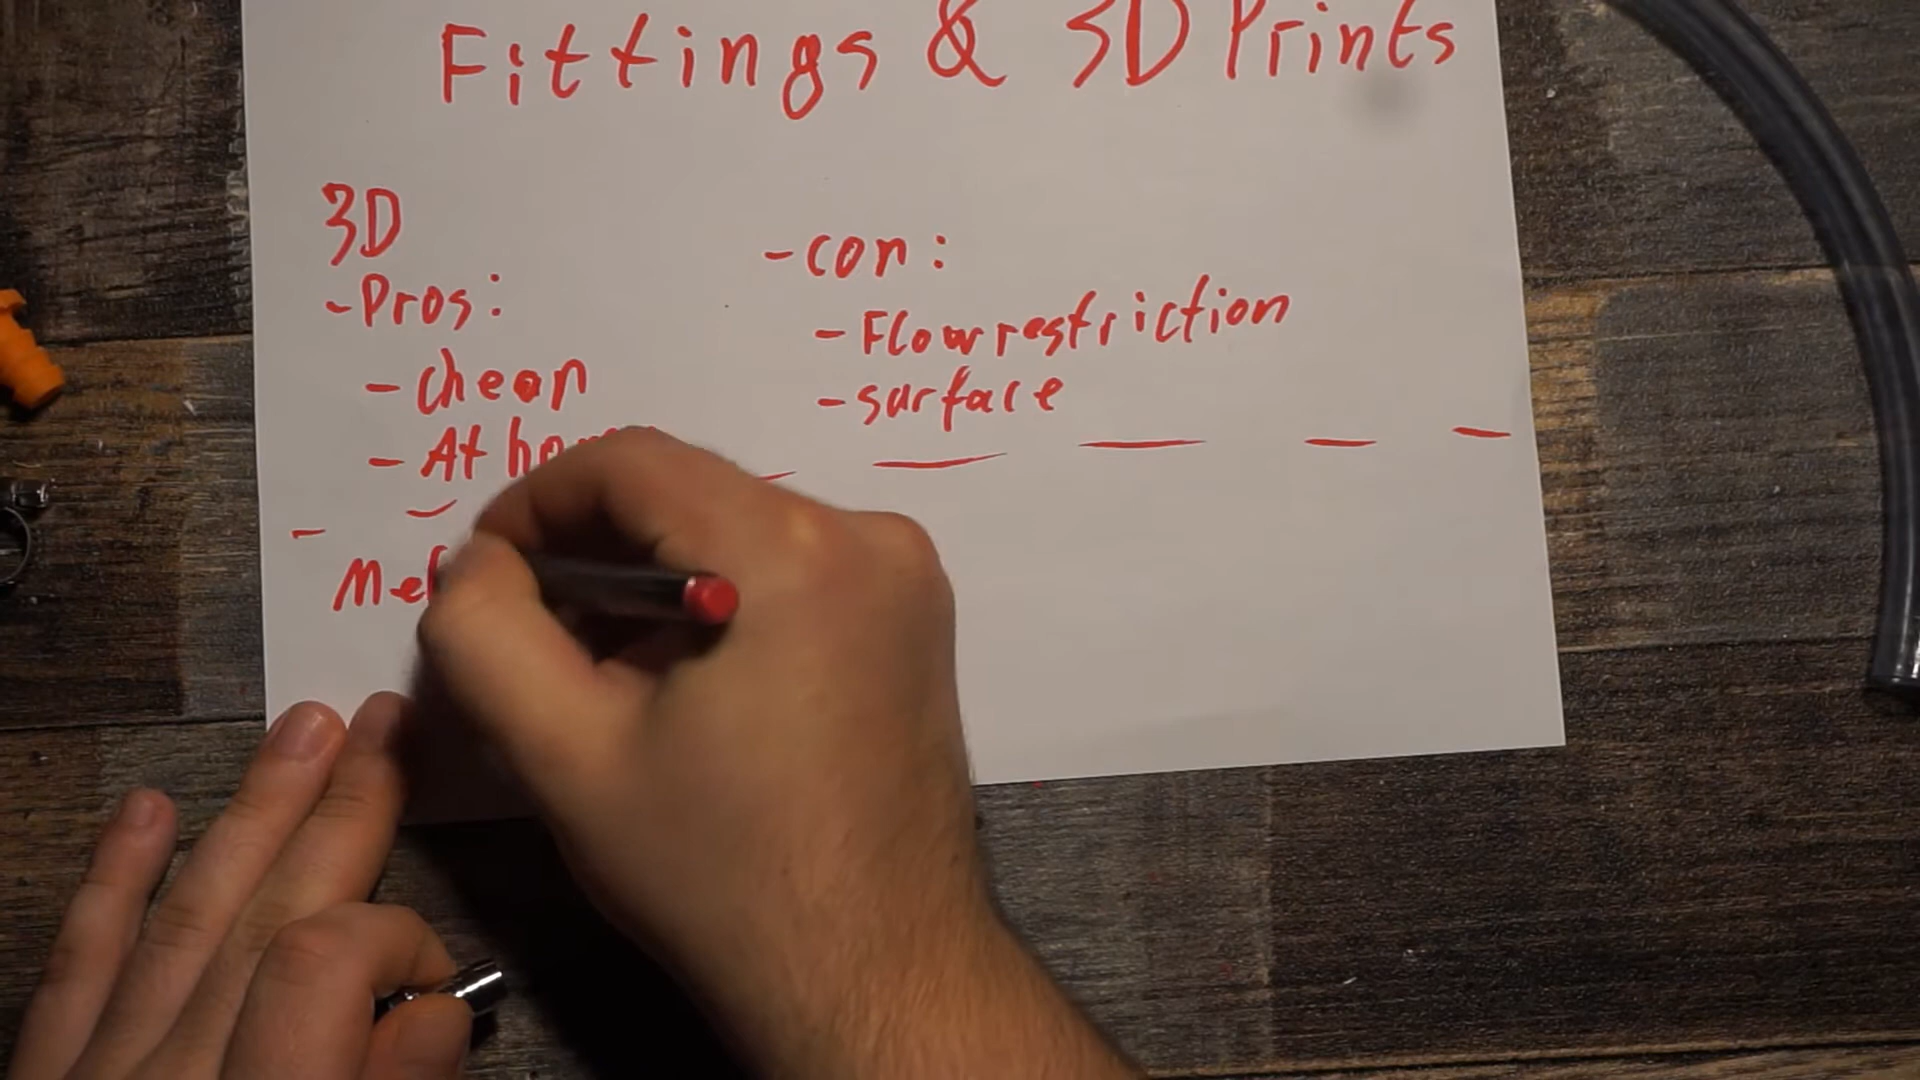 Fittings & 3D Prints
3D
-Pros:
-cheap
-At
-con:
-Flowrestriction
-surface